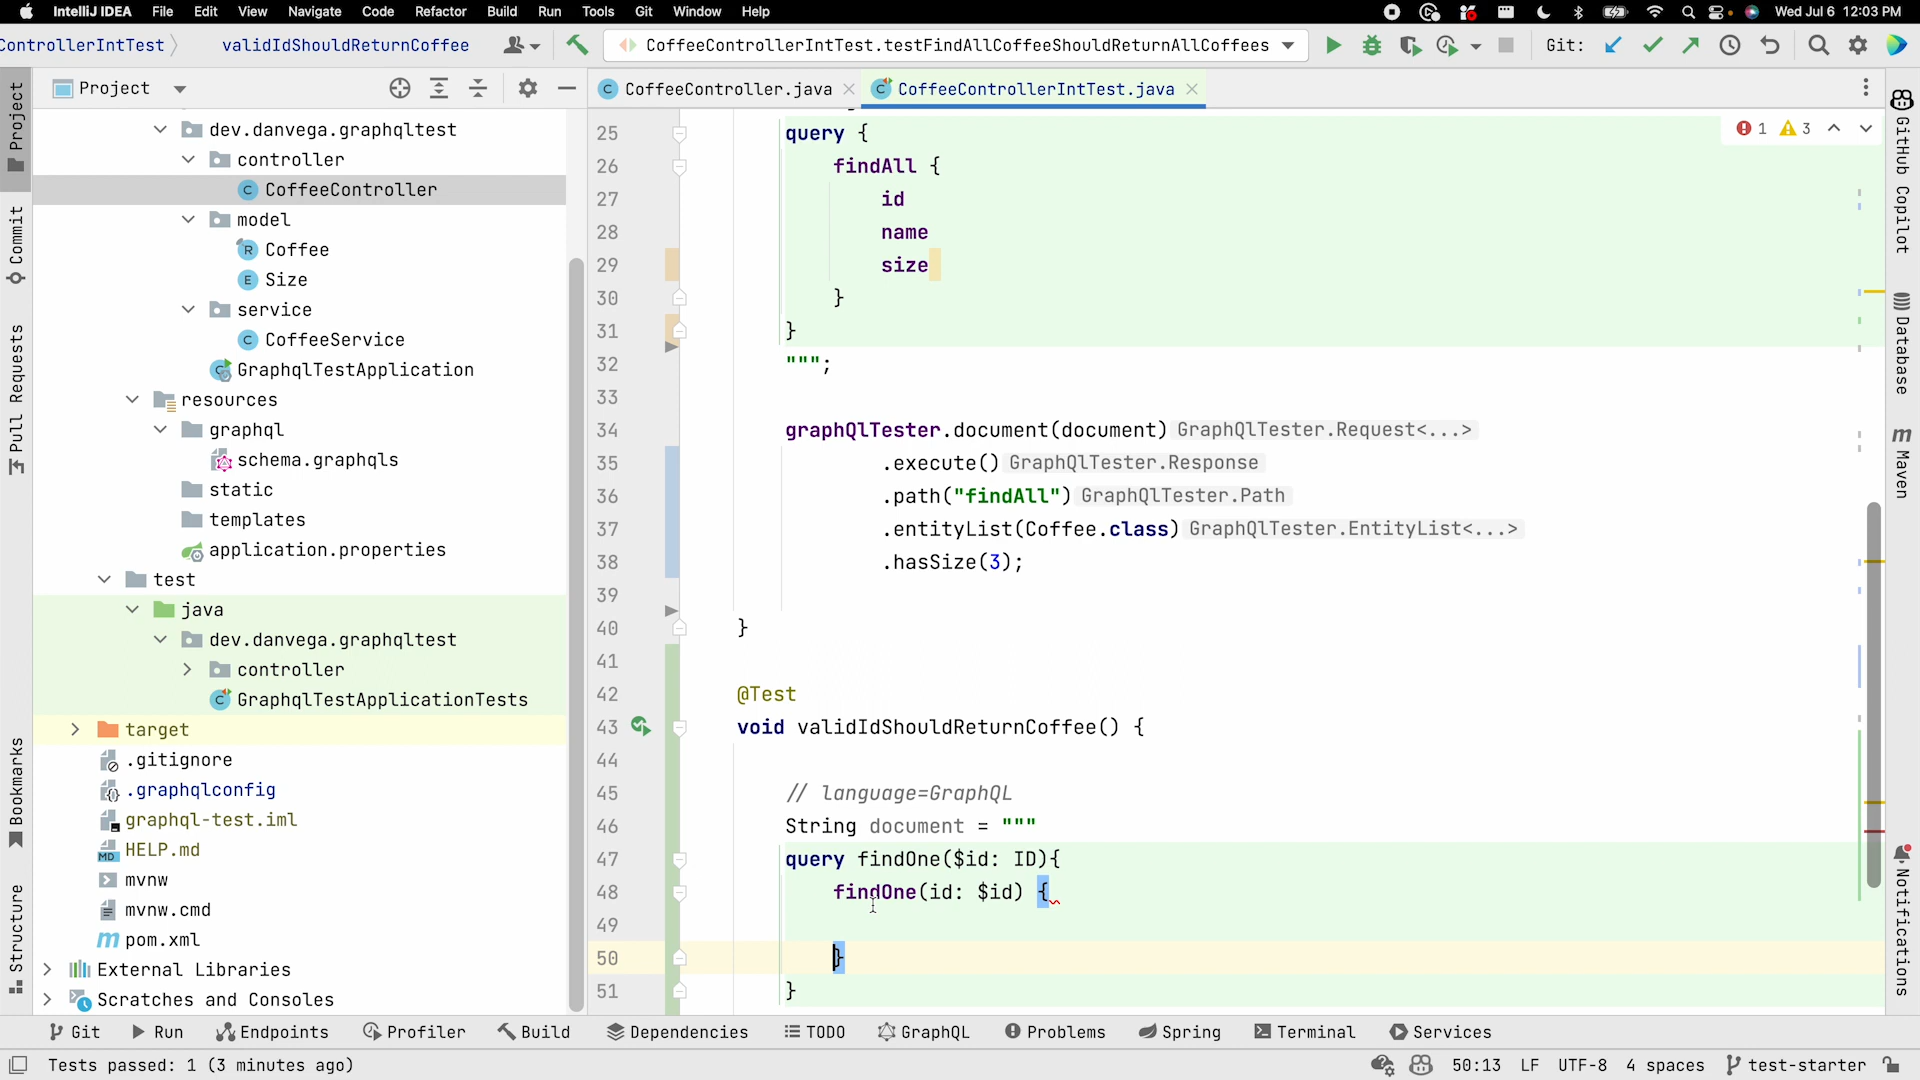 IntelliJ IDEA File Edit View Navigate Code Refactor Build Run Tools Git Window Help Wed Jul 6 12:03 PM
ControllerIntTest validIdShouldReturnCoffee CoffeeControllerIntTest.testFindAllCoffeeShouldReturnAllCoffees Git:
Project
CoffeeController.java CoffeeControllerIntTest.java
1 3
Project
Commit
Pull Requests
Bookmarks
Structure
dev.danvega.graphqltest
controller
CoffeeController
model
Coffee
Size
service
CoffeeService
GraphqlTestApplication
resources
graphql
schema.graphqls
static
templates
application.properties
test
java
dev.danvega.graphqltest
controller
GraphqlTestApplicationTests
target
.gitignore
.graphqlconfig
graphql-test.iml
HELP.md
mvnw
mvnw.cmd
pom.xml
External Libraries
Scratches and Consoles
25 query {
26 findAll {
27 id
28 name
29 size
30 }
31 }
32 """;
33
34 graphQlTester.document(document) GraphQlTester.Request<...>
35 .execute() GraphQlTester.Response
36 .path("findAll") GraphQlTester.Path
37 .entityList(Coffee.class) GraphQlTester.EntityList<...>
38 .hasSize(3);
39
40 }
41
42 @Test
43 void validIdShouldReturnCoffee() {
44
45 // language=GraphQL
46 String document = """
47 query findOne($id: ID){
48 findOne(id: $id) {
49
50 }
51 }
GitHub Copilot
Database
Maven
Notifications
Git Run Endpoints Profiler Build Dependencies TODO GraphQL Problems Spring Terminal Services
Tests passed: 1 (3 minutes ago) 50:13 LF UTF-8 4 spaces test-starter